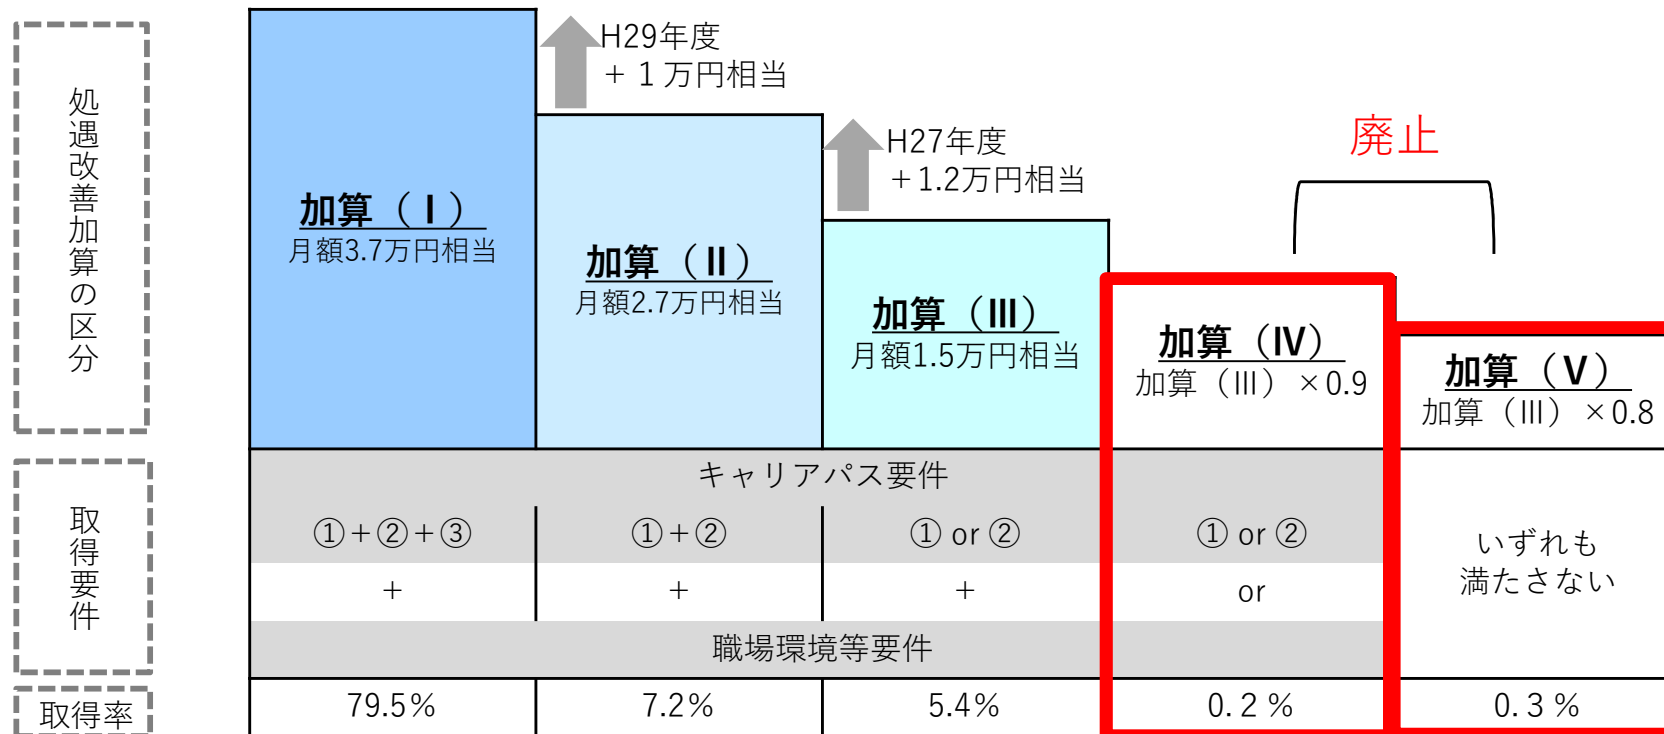 処遇改善加算の区分
H29年度
+ 1 万円相当
H27年度
+1.2万円相当
廃止
加算(Ⅰ)
月額3.7万円相当
加算(Ⅱ)
月額2.7万円相当
加算(Ⅲ)
月額1.5万円相当
加算(Ⅳ)
加算(Ⅲ)×0.9
加算(Ⅴ)
加算(Ⅲ)×0.8
取得要件
キャリアパス要件
①+②+③
①+②
① or ②
① or ②
いずれも
満たさない
+
+
+
or
職場環境等要件
取得率
79.5%
7.2%
5.4%
0.2%
0.3%